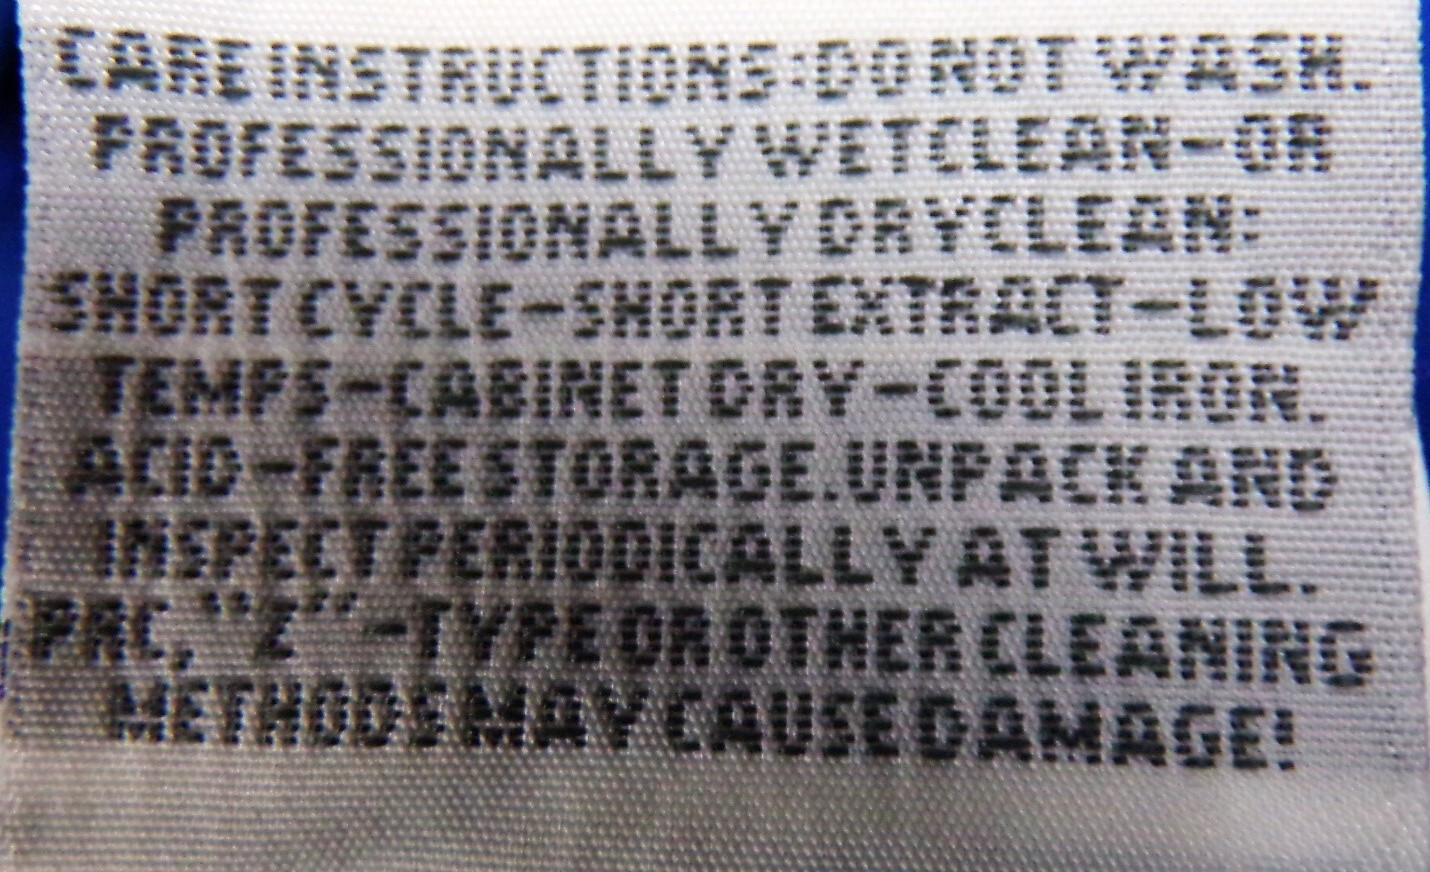 CARE INSTRUCTIONS:DO NOT WASH.
PROFESSIONALLY WETCLEAN-OR
PROFESSIONALLY DRYCLEAN:
SHORT CYCLE-SHORT EXTRACT-LOW
TEMPS-CABINET DRY-COOL IRON.
ACID-FREE STORAGE.UNPACK AND
INSPECT PERIODICALLY AT WILL.
PRC, "Z"-TYPE OR OTHER CLEANING
METHODS MAY CAUSE DAMAGE!